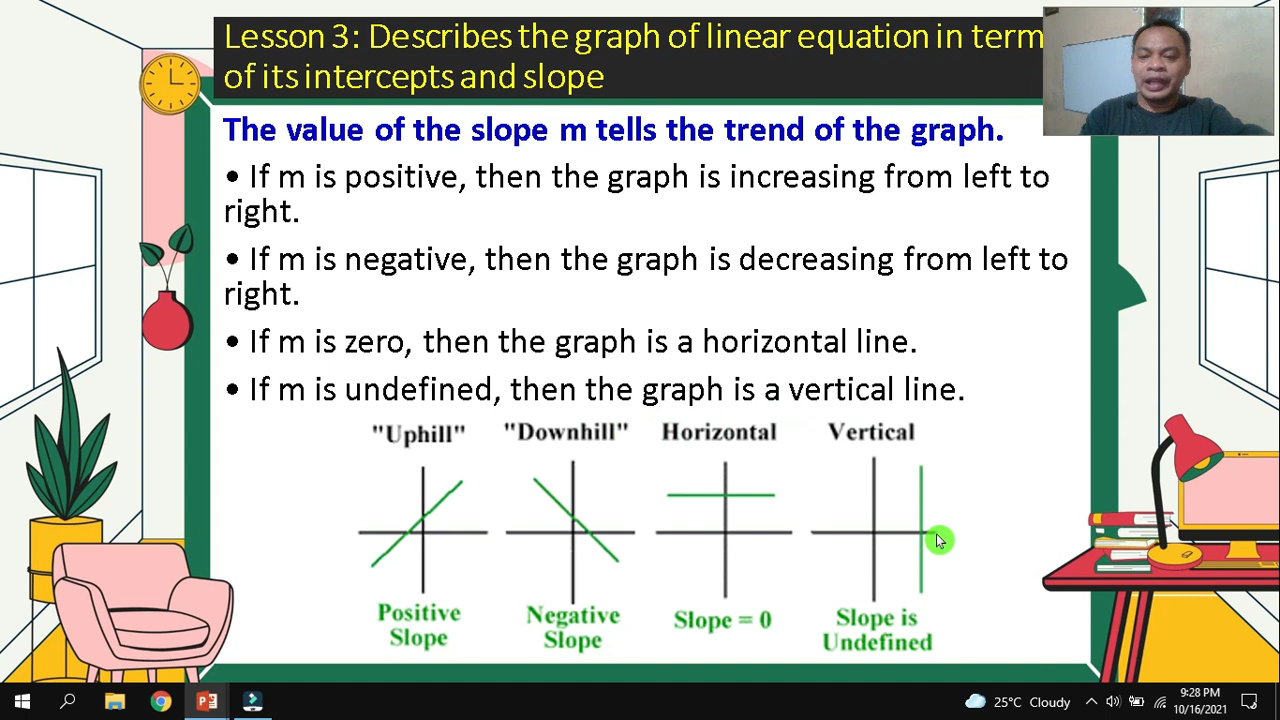 Lesson 3: Describes the graph of linear equation in term
of its intercepts and slope
The value of the slope m tells the trend of the graph.
• If m is positive, then the graph is increasing from left to
right.
• If m is negative, then the graph is decreasing from left to
right.
• If m is zero, then the graph is a horizontal line.
• If m is undefined, then the graph is a vertical line.
"Uphill" "Downhill" Horizontal Vertical
Positive Negative Slope = 0 Slope is
Slope Slope Undefined
25°C Cloudy 9:28 PM
10/16/2021